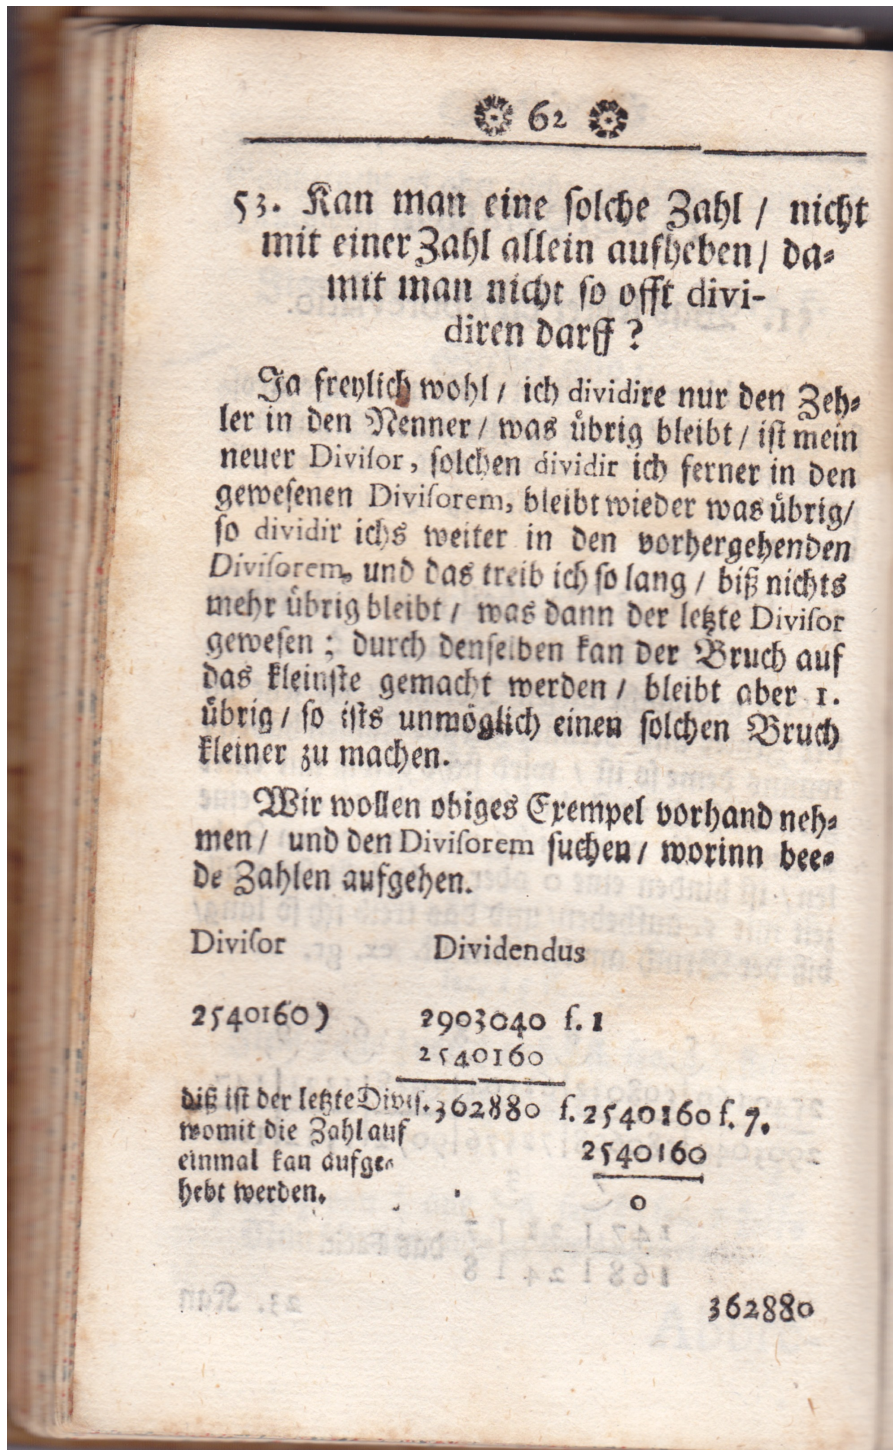 62
53. Kan man eine ſolche Zahl / nicht
mit einer Zahl allein aufheben / da⸗
mit man nicht ſo offt divi-
diren darff ?
Ja freylich wohl / ich dividire nur den Zeh⸗
ler in den Nenner / was uͤbrig bleibt / iſt mein
neuer Diviſor, ſolchen dividir ich ferner in den
geweſenen Diviſorem, bleibt wieder was uͤbrig/
ſo dividir ichs weiter in den vorhergehenden
Diviſorem, und das treib ich ſo lang / biß nichts
mehr uͤbrig bleibt / was dann der letzte Diviſor
geweſen ; durch denſelben kan der Bruch auf
das kleinſte gemacht werden / bleibt aber 1.
uͤbrig / ſo iſts unmoͤglich einen ſolchen Bruch
kleiner zu machen.
Wir wollen obiges Exempel vorhand neh⸗
men / und den Diviſorem ſuchen / worinn bee⸗
de Zahlen aufgehen.
Diviſor Dividendus
2540160) 2903040 f. 1
2540160
diß iſt der letzte Diviſ. 362880 f. 2540160 f. 7.
womit die Zahl auf 2540160
einmal kan aufge⸗
hebt werden. 0
362880